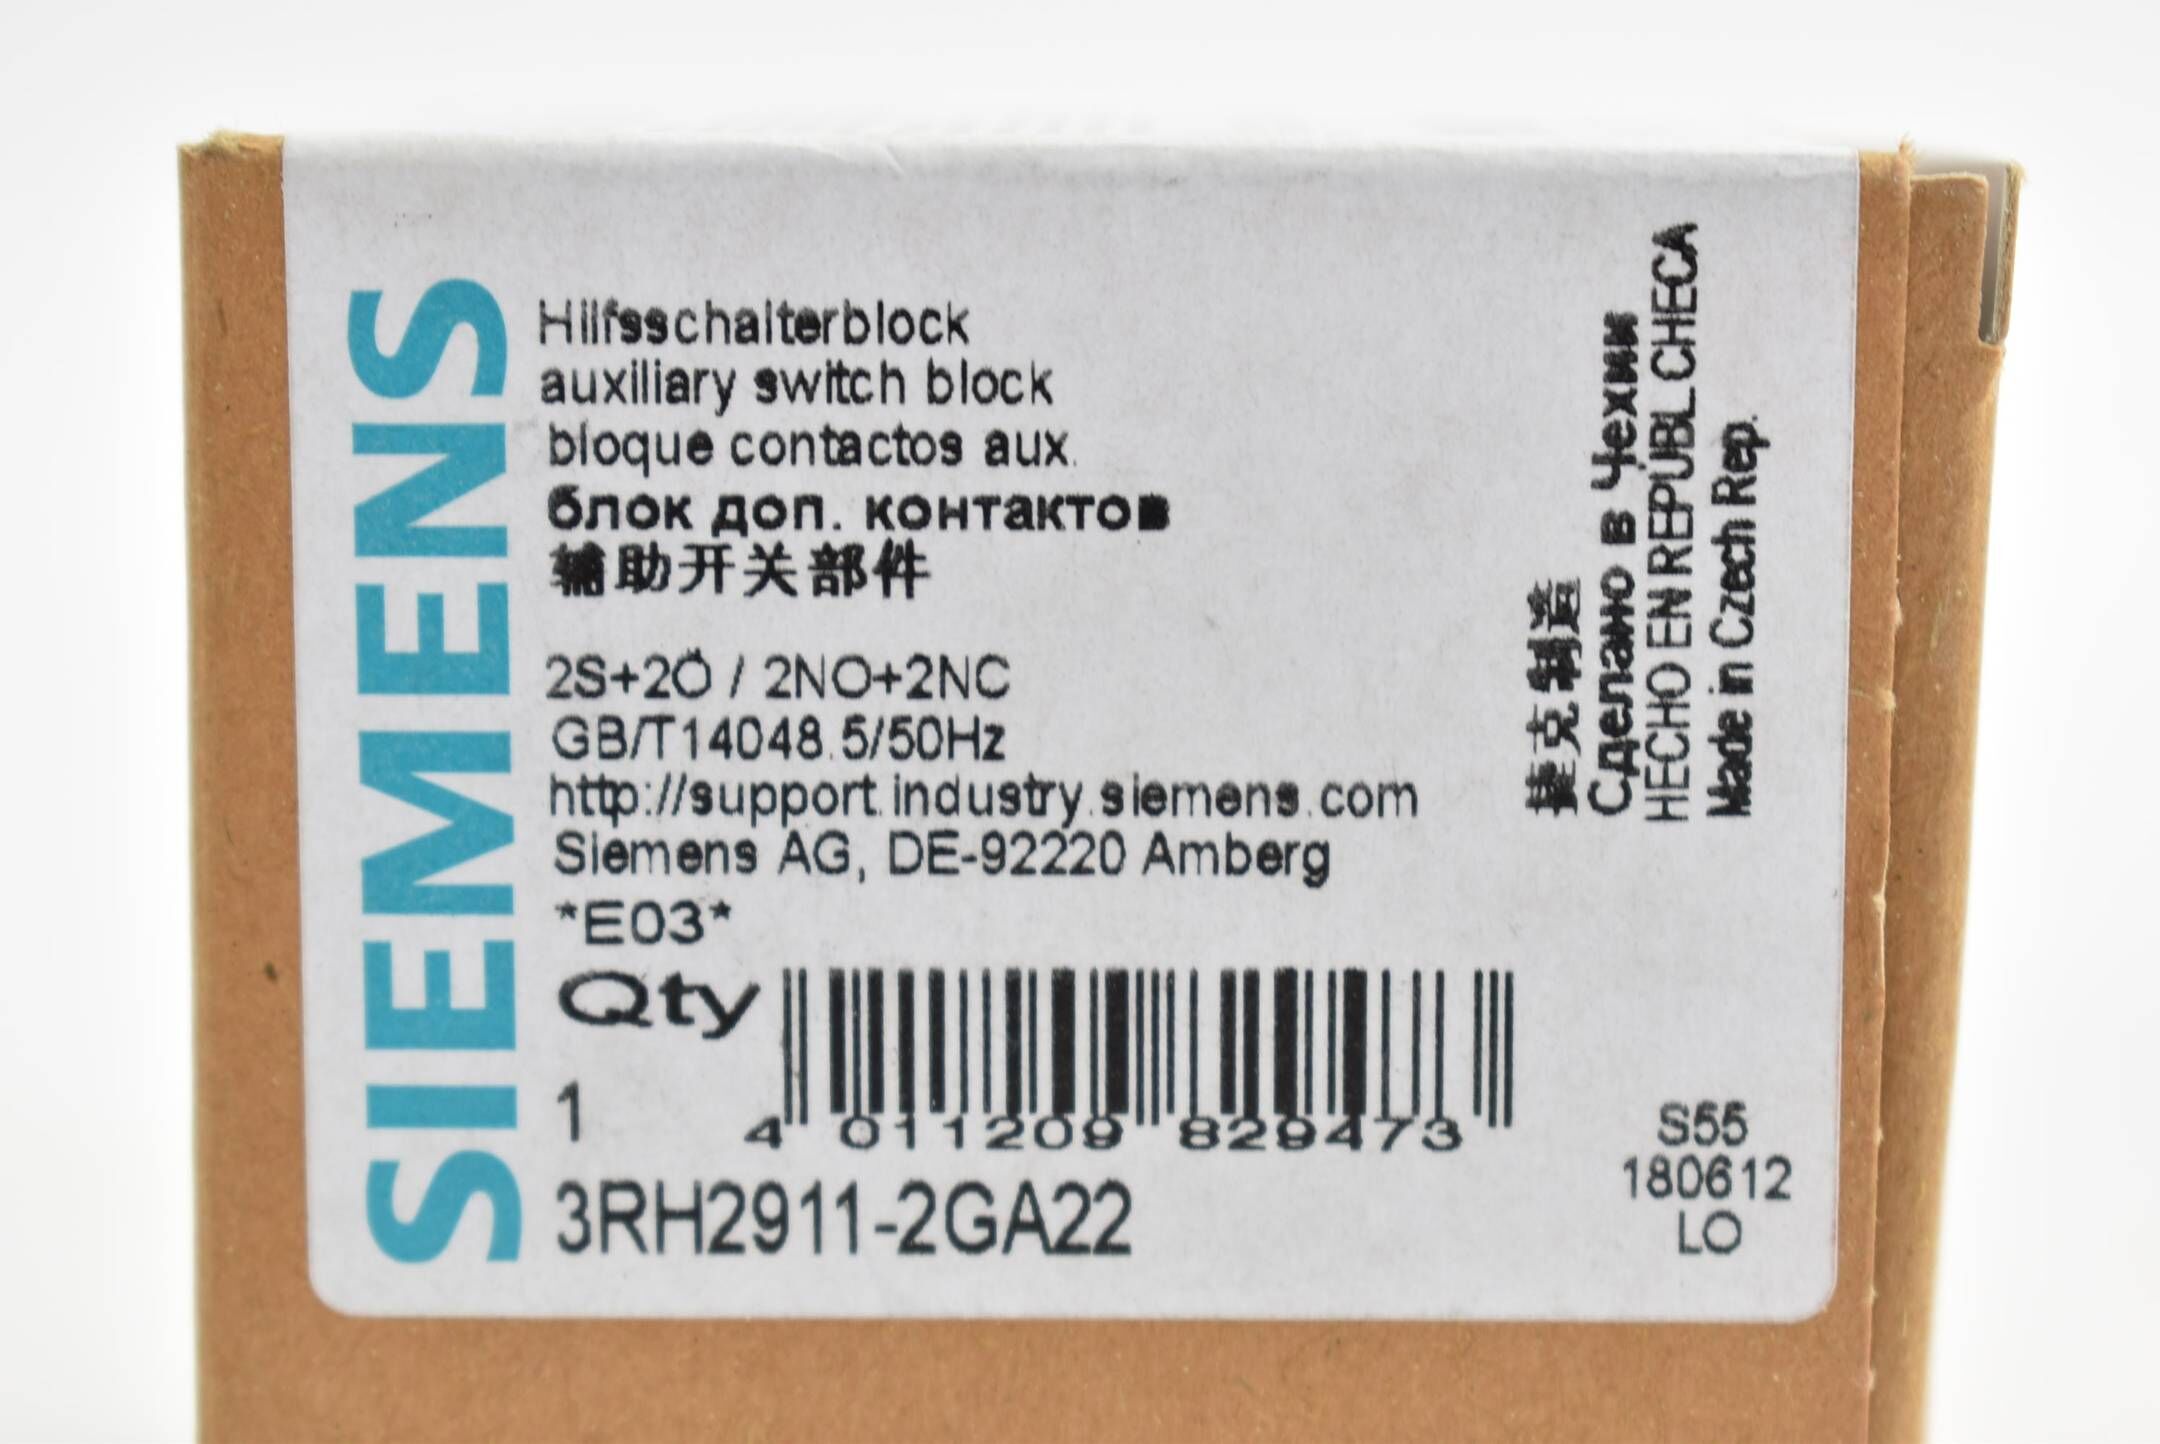 SIEMENS
Hilfsschalterblock
auxiliary switch block
bloque contactos aux.
блок доп. контактов
辅助开关部件
2S+2Ö / 2NO+2NC
GB/T14048.5/50Hz
http://support.industry.siemens.com
Siemens AG, DE-92220 Amberg
*E03*
Qty
1
4 011209 829473
3RH2911-2GA22
捷克制造
Сделано в Чехии
HECHO EN REPÚBL.CHECA
Made in Czech Rep.
S55
180612
LO